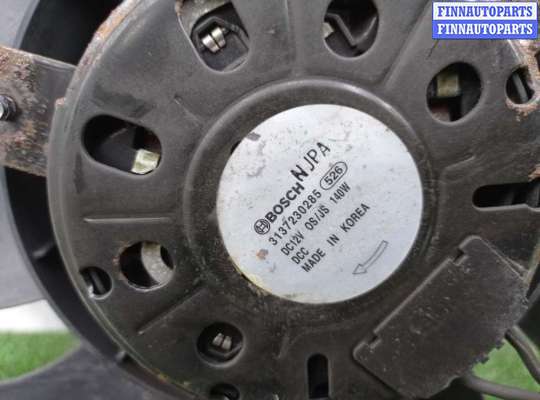 FINNAUTOPARTS
FINNAUTOPARTS
NJPA
BOSCH
3137230285 526
DC12V OS/JS 140W
DCC
MADE IN KOREA